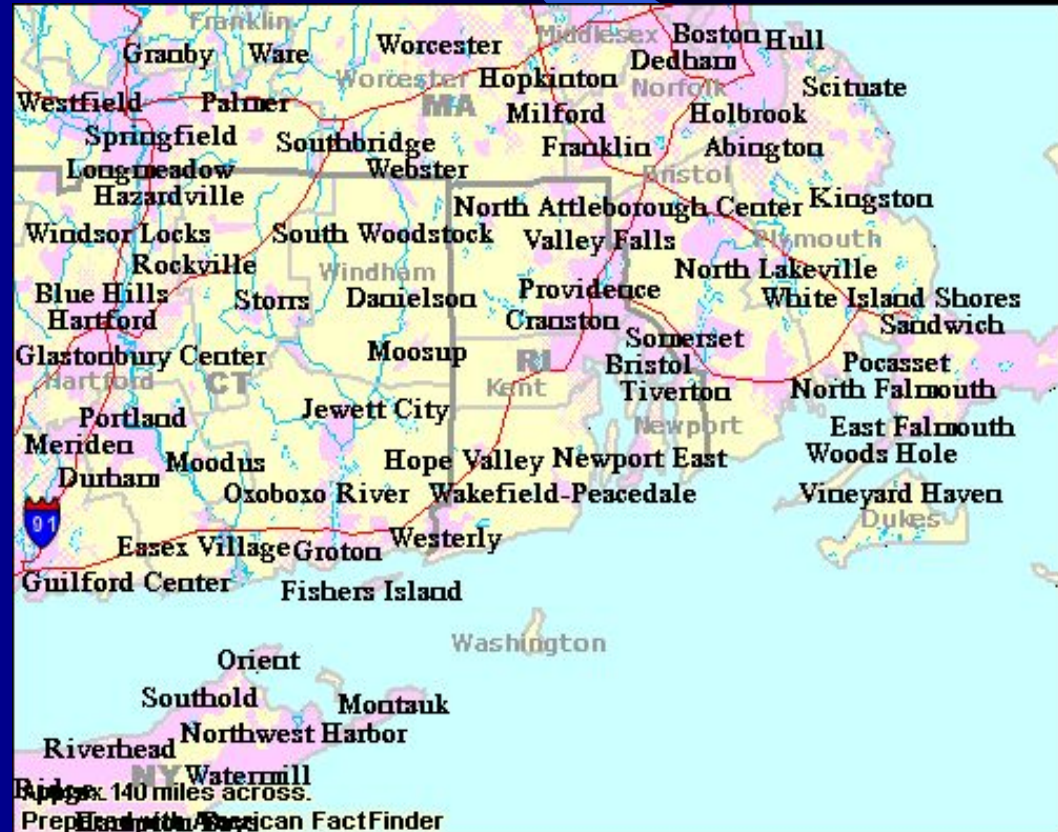 Franklin
Middlesex
Boston
Hull
Granby
Ware
Worcester
Dedham
Worcester
Hopkinton
Norfolk
Scituate
Westfield
Palmer
MA
Milford
Holbrook
Springfield
Southbridge
Franklin
Abington
Longmeadow
Webster
Bristol
Hazardville
North Attleborough Center
Kingston
Windsor Locks
South Woodstock
Valley Falls
Plymouth
Rockville
Windham
North Lakeville
Blue Hills
Storrs
Danielson
Providence
White Island Shores
Hartford
Cranston
Sandwich
Somerset
Glastonbury Center
Moosup
RI
Bristol
Pocasset
Hartford
CT
Kent
Tiverton
North Falmouth
Portland
Jewett City
Newport
East Falmouth
Meriden
Moodus
Hope Valley
Newport East
Woods Hole
Durham
Oxoboxo River
Wakefield-Peacedale
Vineyard Haven
91
Dukes
Essex Village
Groton
Westerly
Guilford Center
Fishers Island
Washington
Orient
Southold
Montauk
Northwest Harbor
Riverhead
NY
Watermill
Ridge
Approx. 140 miles across.
Prepared with American FactFinder